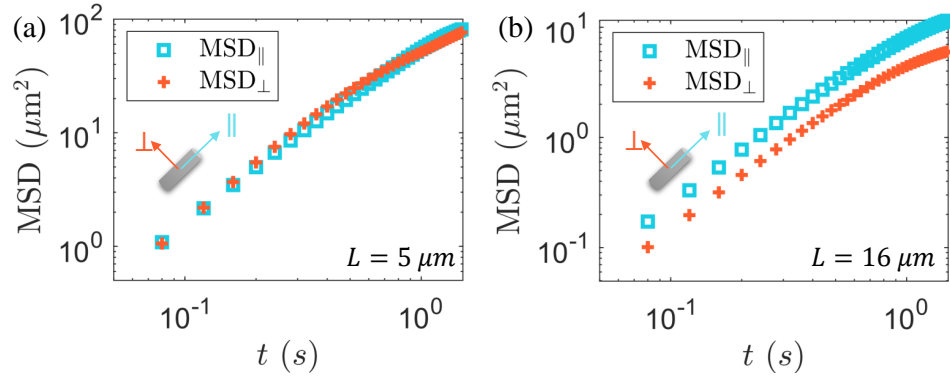 (a)
MSD∥
MSD⊥
⊥
∥
L = 5 μm
10²
10¹
10⁰
10⁻¹
10⁰
MSD (μm²)
t (s)
(b)
MSD∥
MSD⊥
⊥
∥
L = 16 μm
10¹
10⁰
10⁻¹
10⁻¹
10⁰
MSD (μm²)
t (s)